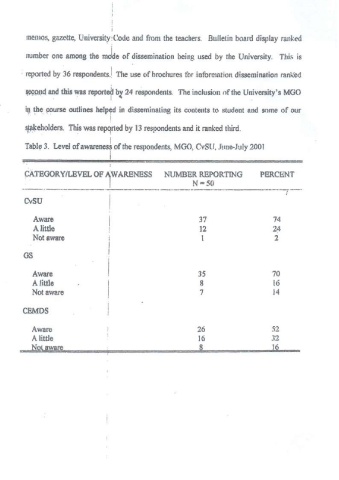 memos, gazette, University Code and from the teachers. Bulletin board display ranked
number one among the mode of dissemination being used by the University. This is
reported by 36 respondents. The use of brochures for information dissemination ranked
second and this was reported by 24 respondents. The inclusion of the University's MGO
in the course outlines helped in disseminating its contents to student and some of our
stakeholders. This was reported by 13 respondents and it ranked third.
Table 3. Level of awareness of the respondents, MGO, CvSU, June-July 2001
CATEGORY/LEVEL OF AWARENESS NUMBER REPORTING PERCENT
N = 50
CvSU
Aware 37 74
A little 12 24
Not aware 1 2
GS
Aware 35 70
A little 8 16
Not aware 7 14
CEMDS
Aware 26 52
A little 16 32
Not aware 8 16